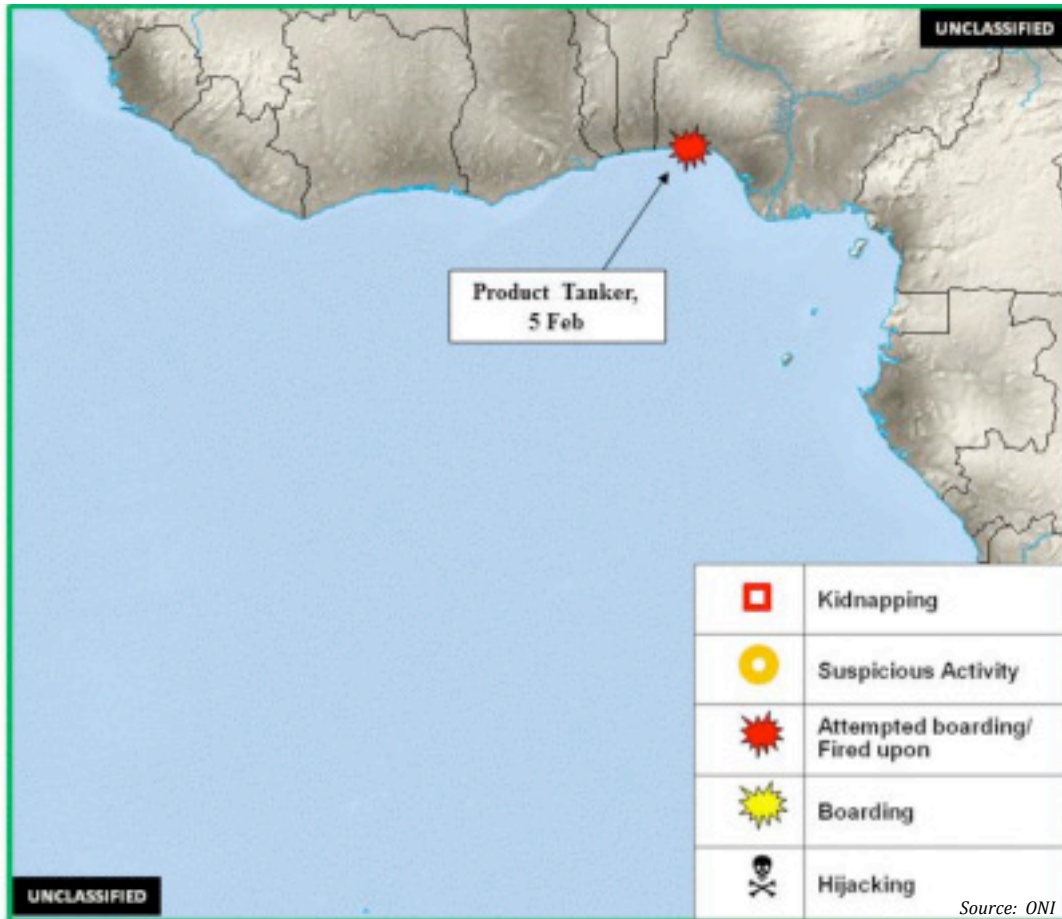 UNCLASSIFIED
Product Tanker,
5 Feb
Kidnapping
Suspicious Activity
Attempted boarding/
Fired upon
Boarding
Hijacking
UNCLASSIFIED
Source: ONI